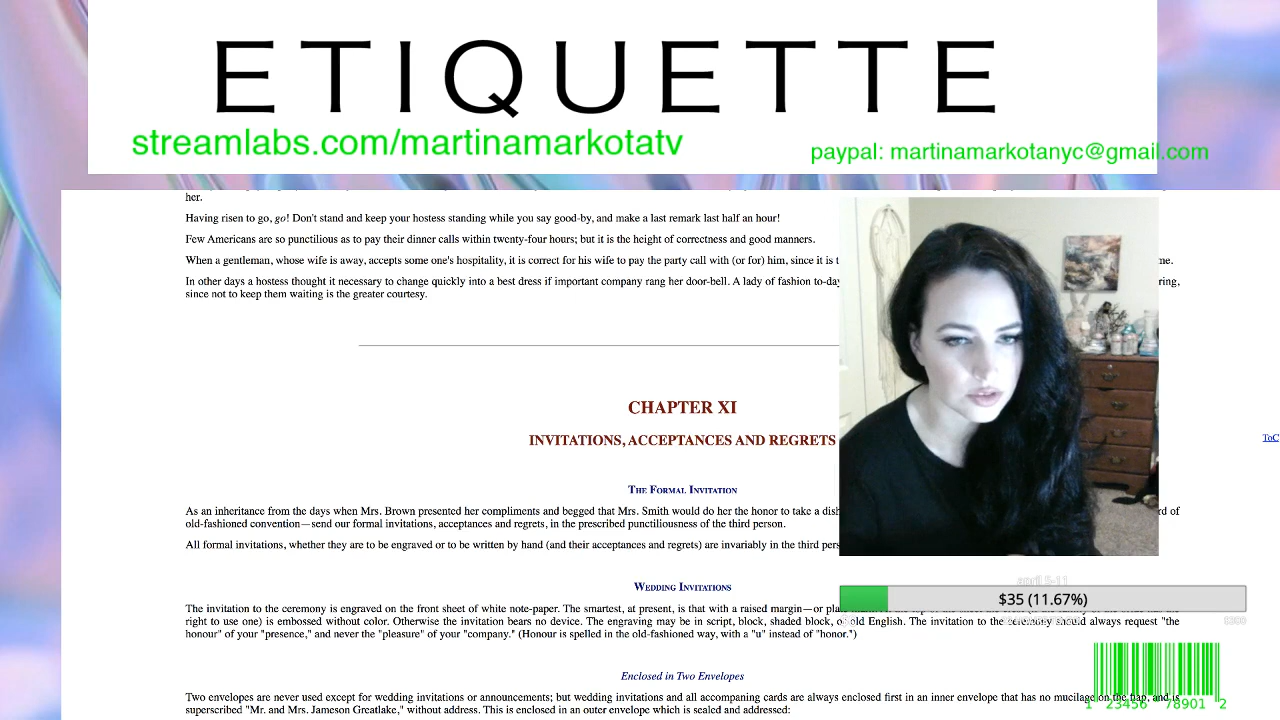 ETIQUETTE
streamlabs.com/martinamarkotatv
paypal: martinamarkotanyc@gmail.com
her.
Having risen to go, go! Don't stand and keep your hostess standing while you say good-by, and make a last remark last half an hour!
Few Americans are so punctilious as to pay their dinner calls within twenty-four hours; but it is the height of correctness and good manners.
When a gentleman, whose wife is away, accepts some one's hospitality, it is correct for his wife to pay the party call with (or for) him, since it is t me.
In other days a hostess thought it necessary to change quickly into a best dress if important company rang her door-bell. A lady of fashion to-day ring,
since not to keep them waiting is the greater courtesy.
CHAPTER XI
INVITATIONS, ACCEPTANCES AND REGRETS
ToC
The Formal Invitation
As an inheritance from the days when Mrs. Brown presented her compliments and begged that Mrs. Smith would do her the honor to take a dish rd of
old-fashioned convention—send our formal invitations, acceptances and regrets, in the prescribed punctiliousness of the third person.
All formal invitations, whether they are to be engraved or to be written by hand (and their acceptances and regrets) are invariably in the third pers
april 5-11
$35 (11.67%)
$300
Wedding Invitations
The invitation to the ceremony is engraved on the front sheet of white note-paper. The smartest, at present, is that with a raised margin—or pla
right to use one) is embossed without color. Otherwise the invitation bears no device. The engraving may be in script, block, shaded block, or old English. The invitation to the ceremony should always request "the
honour" of your "presence," and never the "pleasure" of your "company." (Honour is spelled in the old-fashioned way, with a "u" instead of "honor.")
Enclosed in Two Envelopes
Two envelopes are never used except for wedding invitations or announcements; but wedding invitations and all accompaning cards are always enclosed first in an inner envelope that has no mucilage on the flap, and is
superscribed "Mr. and Mrs. Jameson Greatlake," without address. This is enclosed in an outer envelope which is sealed and addressed:
1 23456 78901 2